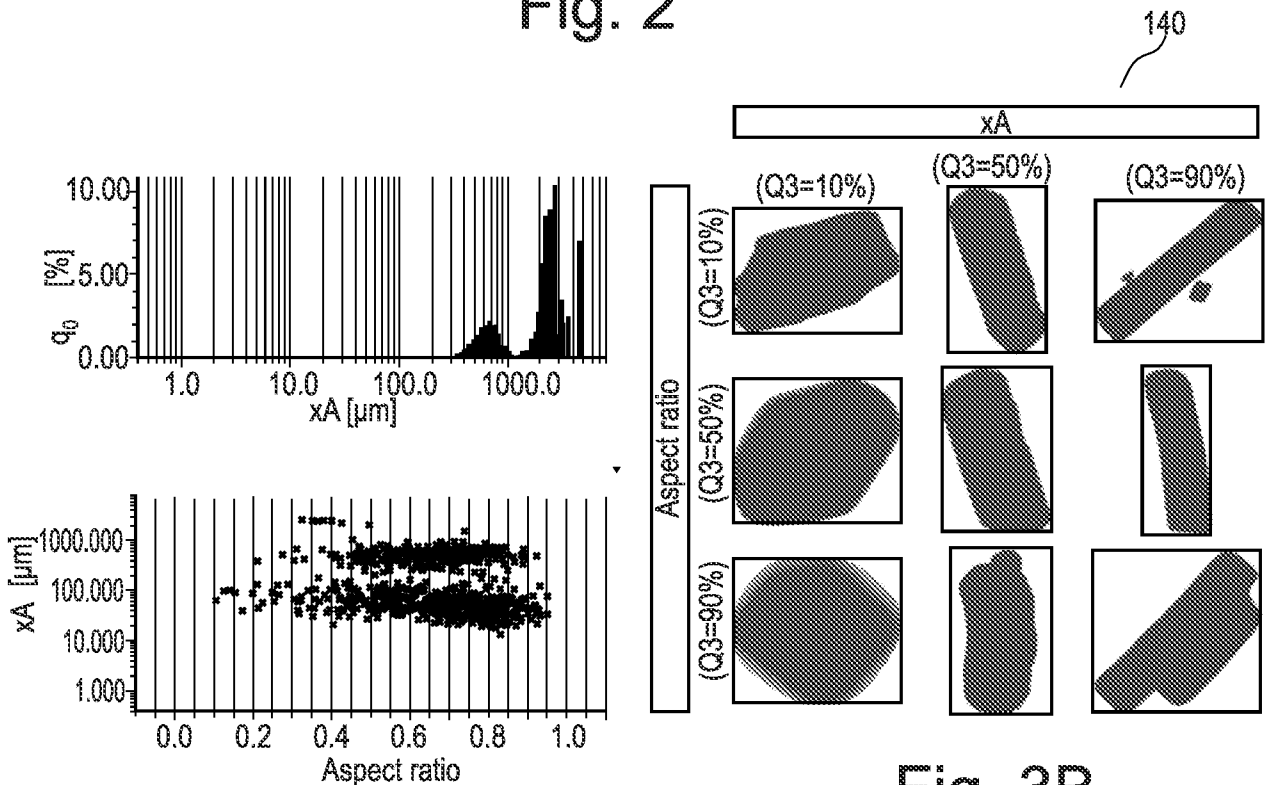 Fig. 2
140
xA
(Q3=10%)
(Q3=50%)
(Q3=90%)
Aspect ratio
(Q3=10%)
(Q3=50%)
(Q3=90%)
q0 [%]
10.00
5.00
0.00
1.0 10.0 100.0 1000.0
xA [µm]
xA [µm]
1000.000
100.000
10.000
1.000
0.0 0.2 0.4 0.6 0.8 1.0
Aspect ratio
Fig. 3B